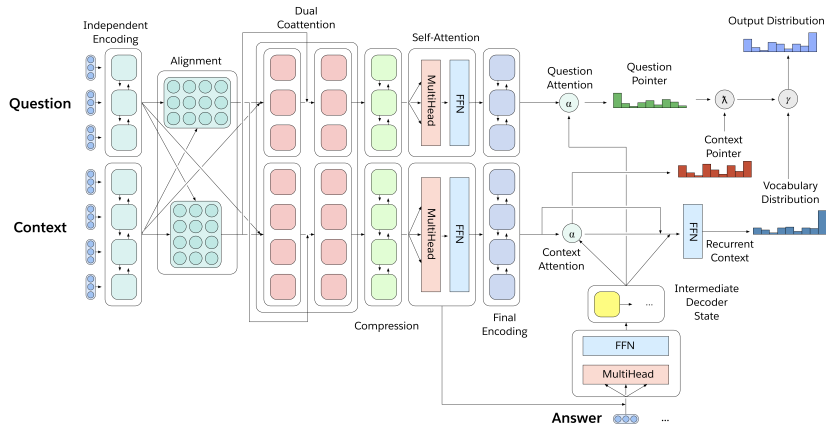 Output Distribution
Independent
Encoding
Dual
Coattention
Alignment
Self-Attention
Question
MultiHead
FFN
Question
Attention
α
Question
Pointer
λ
γ
Context
Pointer
Vocabulary
Distribution
Context
MultiHead
FFN
α
Context
Attention
FFN
Recurrent
Context
Compression
Final
Encoding
...
Intermediate
Decoder
State
FFN
MultiHead
Answer
...